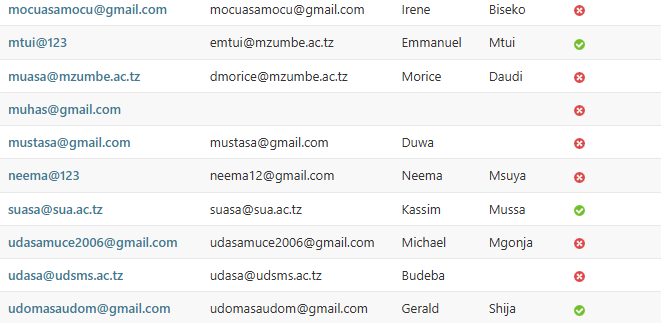 mocuasamocu@gmail.com mocuasamocu@gmail.com Irene Biseko
mtui@123 emtui@mzumbe.ac.tz Emmanuel Mtui
muasa@mzumbe.ac.tz dmorice@mzumbe.ac.tz Morice Daudi
muhas@gmail.com
mustasa@gmail.com mustasa@gmail.com Duwa
neema@123 neema12@gmail.com Neema Msuya
suasa@sua.ac.tz suasa@sua.ac.tz Kassim Mussa
udasamuce2006@gmail.com udasamuce2006@gmail.com Michael Mgonja
udasa@udsms.ac.tz udasa@udsms.ac.tz Budeba
udomasaudom@gmail.com udomasaudom@gmail.com Gerald Shija